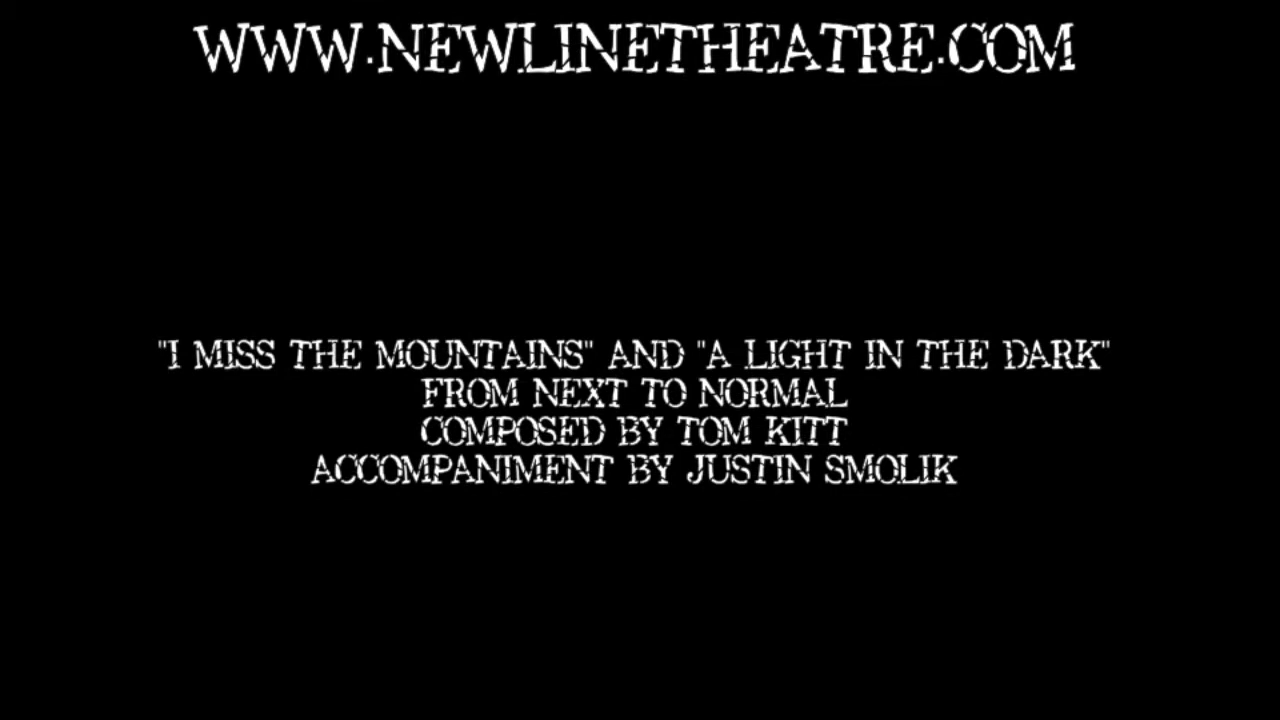 WWW.NEWLINETHEATRE.COM
"I MISS THE MOUNTAINS" AND "A LIGHT IN THE DARK"
FROM NEXT TO NORMAL
COMPOSED BY TOM KITT
ACCOMPANIMENT BY JUSTIN SMOLIK